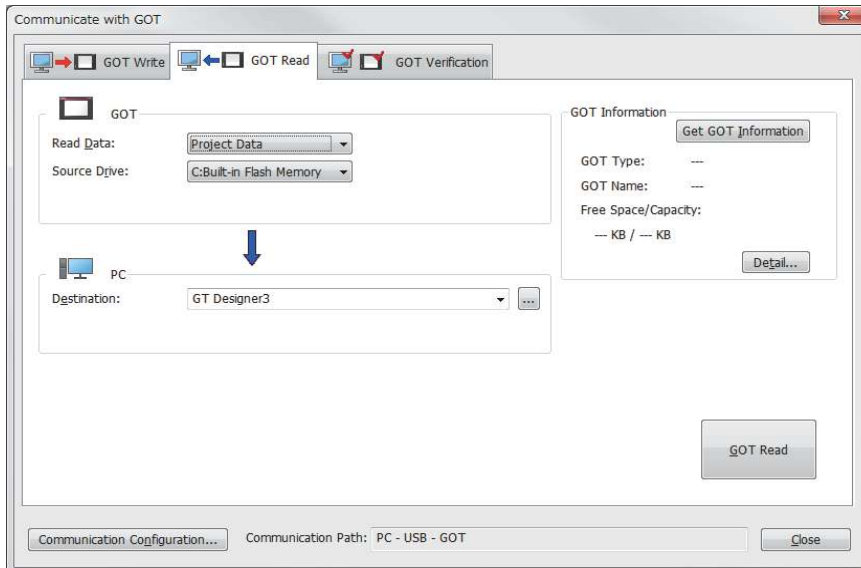 Communicate with GOT
GOT Write
GOT Read
GOT Verification
GOT
Read Data:
Project Data
Source Drive:
C:Built-in Flash Memory
GOT Information
Get GOT Information
GOT Type: ---
GOT Name: ---
Free Space/Capacity:
--- KB / --- KB
Detail...
PC
Destination:
GT Designer3
...
GOT Read
Communication Configuration...
Communication Path:
PC - USB - GOT
Close